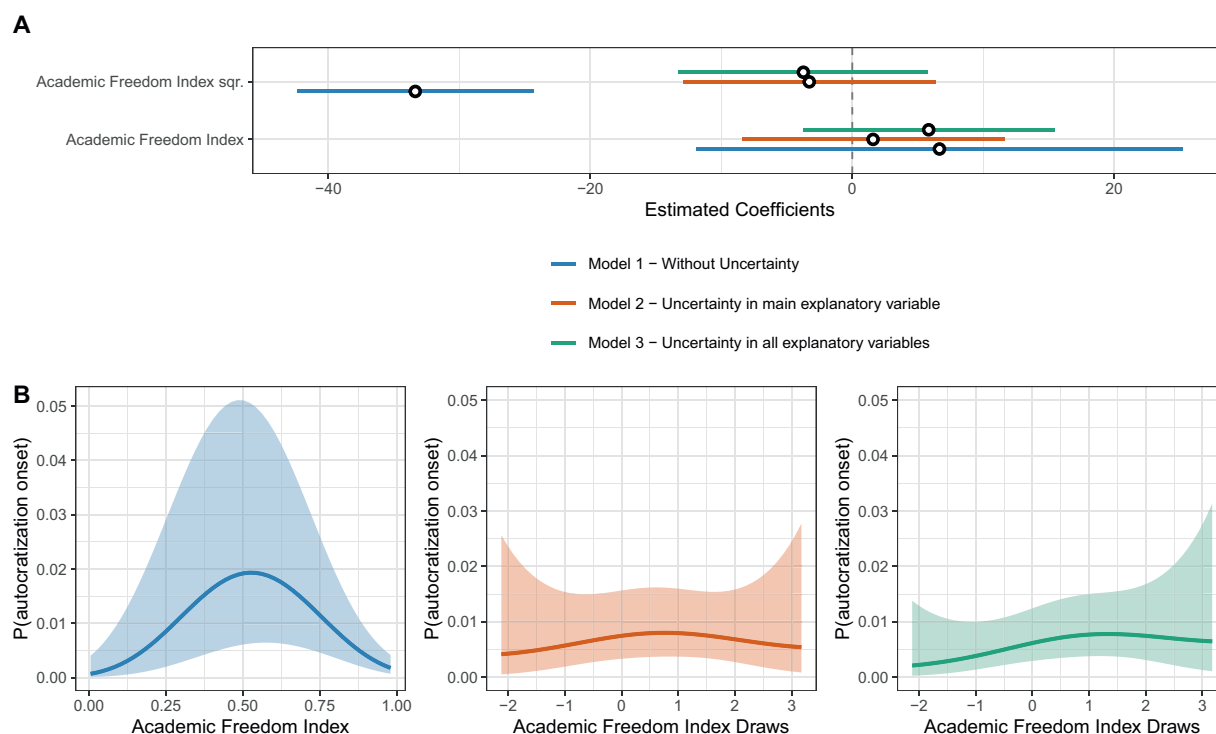 A
Academic Freedom Index sqr.
Academic Freedom Index
−40 −20 0 20
Estimated Coefficients
Model 1 − Without Uncertainty
Model 2 − Uncertainty in main explanatory variable
Model 3 − Uncertainty in all explanatory variables
B
P(autocratization onset)
0.05
0.04
0.03
0.02
0.01
0.00
0.00 0.25 0.50 0.75 1.00
Academic Freedom Index
P(autocratization onset)
0.05
0.04
0.03
0.02
0.01
0.00
−2 −1 0 1 2 3
Academic Freedom Index Draws
P(autocratization onset)
0.05
0.04
0.03
0.02
0.01
0.00
−2 −1 0 1 2 3
Academic Freedom Index Draws